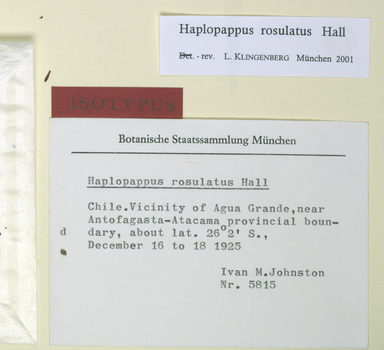 Haplopappus rosulatus Hall
Det. - rev. L. KLINGENBERG München 2001
ISOTYPUS
Botanische Staatssammlung München
Haplopappus rosulatus Hall
Chile.Vicinity of Agua Grande,near
Antofagasta-Atacama provincial boun-
d dary, about lat. 26°2' S.,
December 16 to 18 1925
Ivan M.Johnston
Nr. 5815